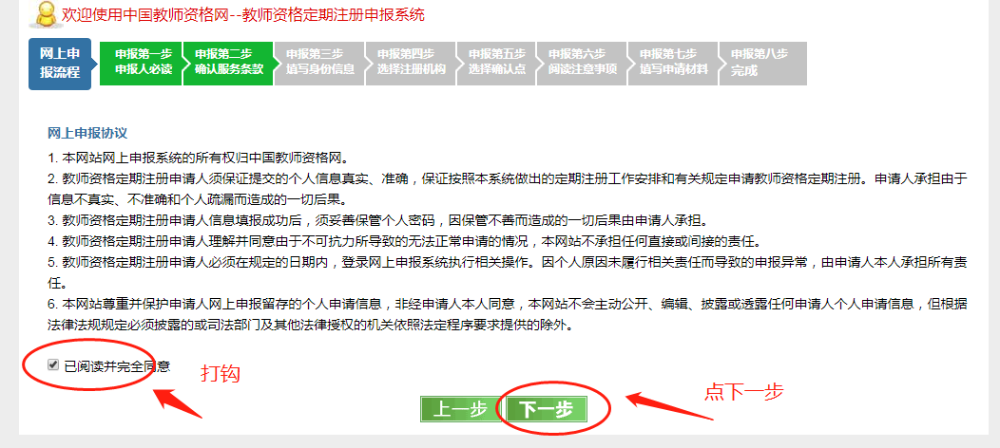 欢迎使用中国教师资格网--教师资格定期注册申报系统
网上申
报流程
申报第一步
申报人必读
申报第二步
确认服务条款
申报第三步
填写身份信息
申报第四步
选择注册机构
申报第五步
选择确认点
申报第六步
阅读注意事项
申报第七步
填写申请材料
申报第八步
完成
网上申报协议
1. 本网站网上申报系统的所有权归中国教师资格网。
2. 教师资格定期注册申请人须保证提交的个人信息真实、准确，保证按照本系统做出的定期注册工作安排和有关规定申请教师资格定期注册。申请人承担由于
信息不真实、不准确和个人疏漏而造成的一切后果。
3. 教师资格定期注册申请人信息填报成功后，须妥善保管个人密码，因保管不善而造成的一切后果由申请人承担。
4. 教师资格定期注册申请人理解并同意由于不可抗力所导致的无法正常申请的情况，本网站不承担任何直接或间接的责任。
5. 教师资格定期注册申请人必须在规定的日期内，登录网上申报系统执行相关操作。因个人原因未履行相关责任而导致的申报异常，由申请人本人承担所有责
任。
6. 本网站尊重并保护申请人网上申报留存的个人申请信息，非经申请人本人同意，本网站不会主动公开、编辑、披露或透露任何申请人个人申请信息，但根据
法律法规规定必须披露的或司法部门及其他法律授权的机关依照法定程序要求提供的除外。
已阅读并完全同意
打钩
上一步
下一步
点下一步